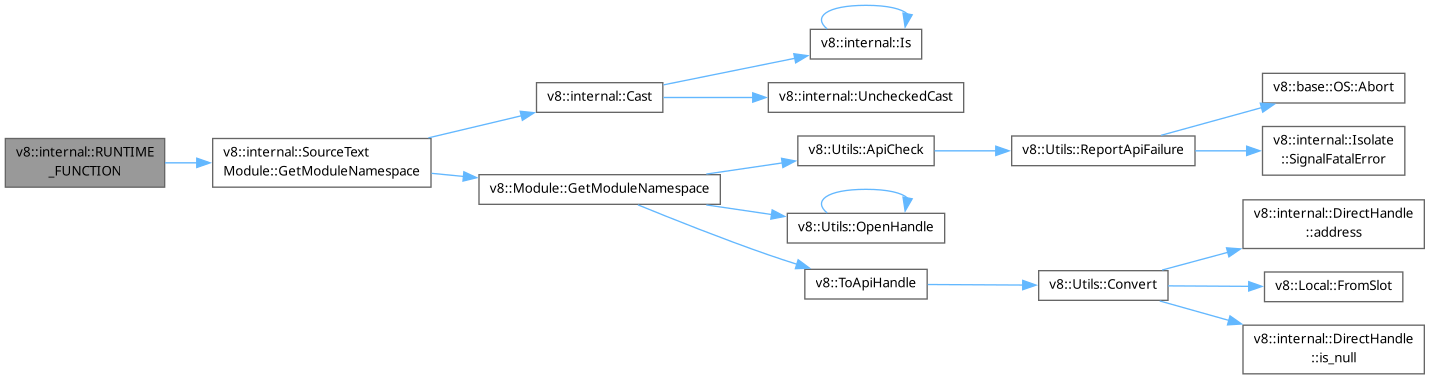 v8::internal::RUNTIME
_FUNCTION
v8::internal::SourceText
Module::GetModuleNamespace
v8::internal::Cast
v8::Module::GetModuleNamespace
v8::internal::Is
v8::internal::UncheckedCast
v8::Utils::ApiCheck
v8::Utils::OpenHandle
v8::ToApiHandle
v8::Utils::ReportApiFailure
v8::Utils::Convert
v8::base::OS::Abort
v8::internal::Isolate
::SignalFatalError
v8::internal::DirectHandle
::address
v8::Local::FromSlot
v8::internal::DirectHandle
::is_null